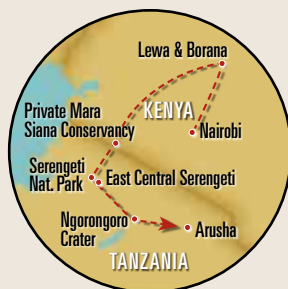 Lewa & Borana
Private Mara
Siana Conservancy
KENYA
Nairobi
Serengeti
Nat. Park
East Central Serengeti
Ngorongoro
Crater
Arusha
TANZANIA